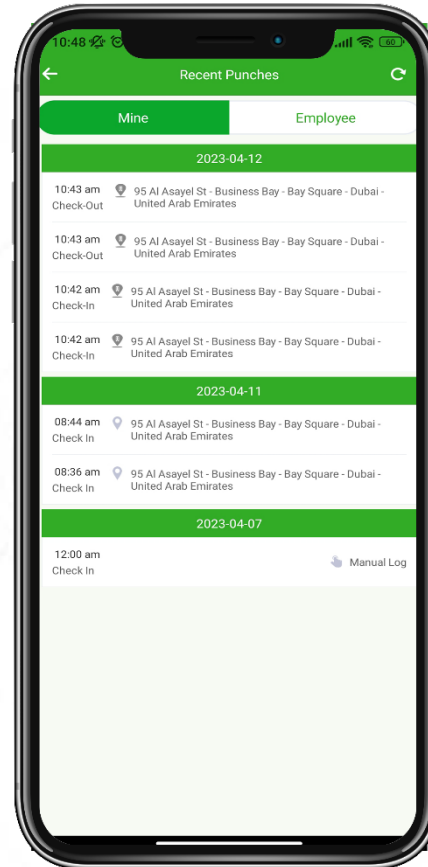 10:48
60
Recent Punches
Mine
Employee
2023-04-12
10:43 am
Check-Out
95 Al Asayel St - Business Bay - Bay Square - Dubai -
United Arab Emirates
10:43 am
Check-Out
95 Al Asayel St - Business Bay - Bay Square - Dubai -
United Arab Emirates
10:42 am
Check-In
95 Al Asayel St - Business Bay - Bay Square - Dubai -
United Arab Emirates
10:42 am
Check-In
95 Al Asayel St - Business Bay - Bay Square - Dubai -
United Arab Emirates
2023-04-11
08:44 am
Check In
95 Al Asayel St - Business Bay - Bay Square - Dubai -
United Arab Emirates
08:36 am
Check In
95 Al Asayel St - Business Bay - Bay Square - Dubai -
United Arab Emirates
2023-04-07
12:00 am
Check In
Manual Log